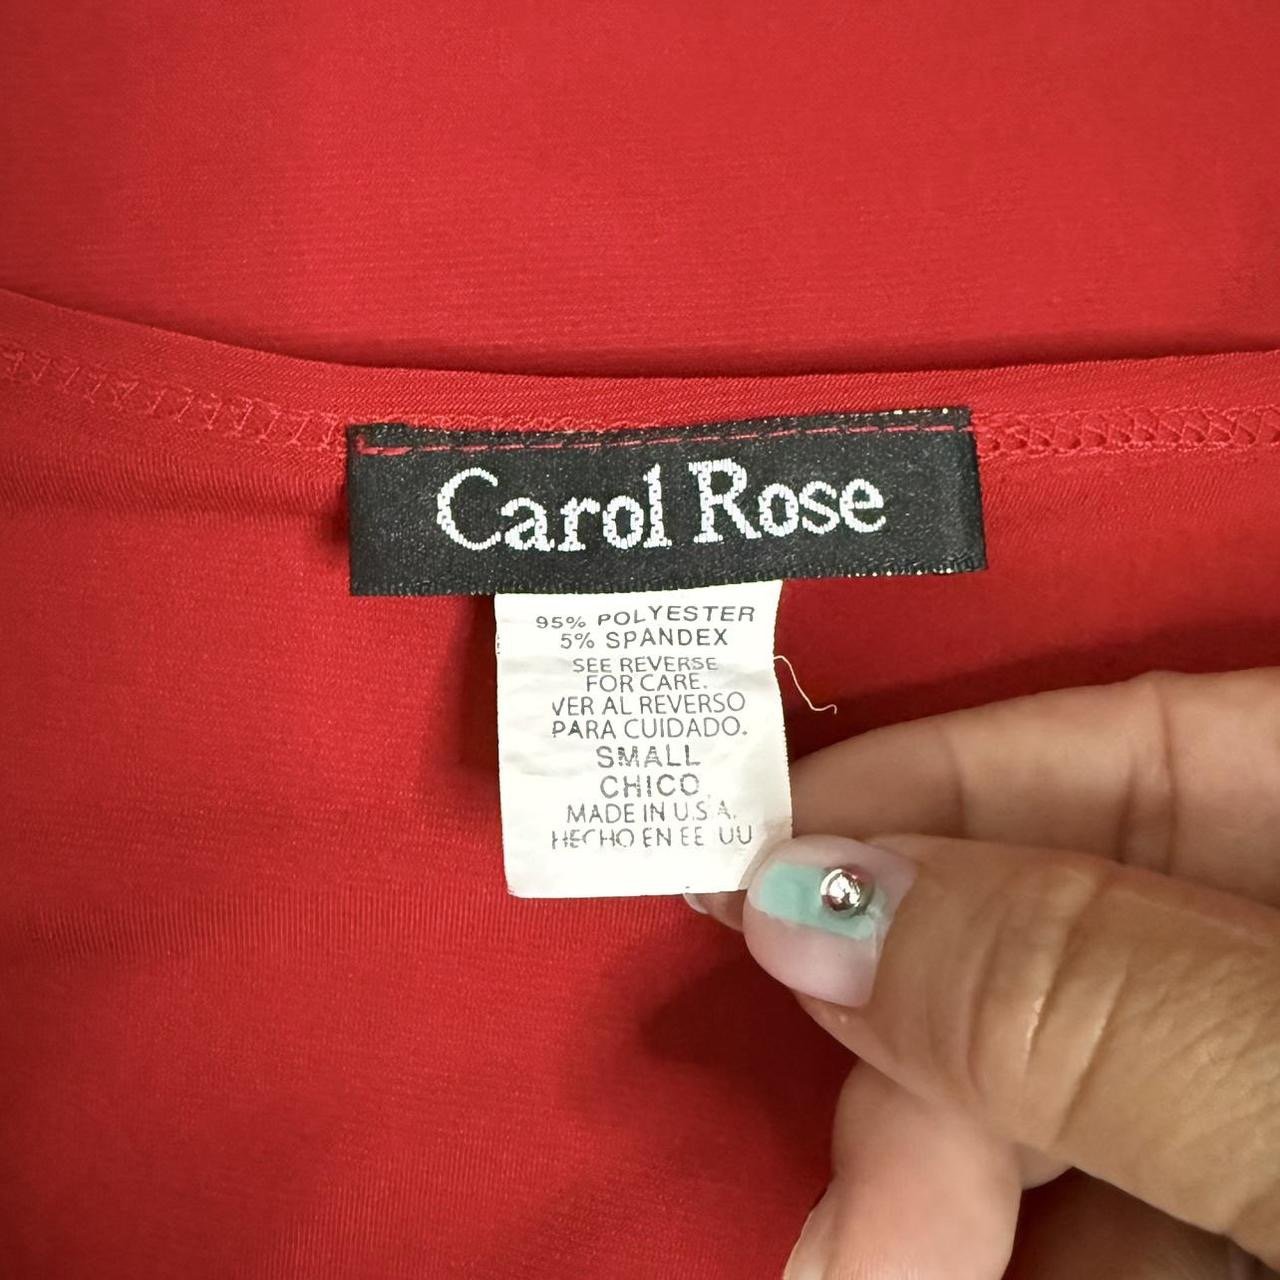 Carol Rose
95% POLYESTER
5% SPANDEX
SEE REVERSE
FOR CARE.
VER AL REVERSO
PARA CUIDADO.
SMALL
CHICO
MADE IN U.S.A.
HECHO EN EE UU